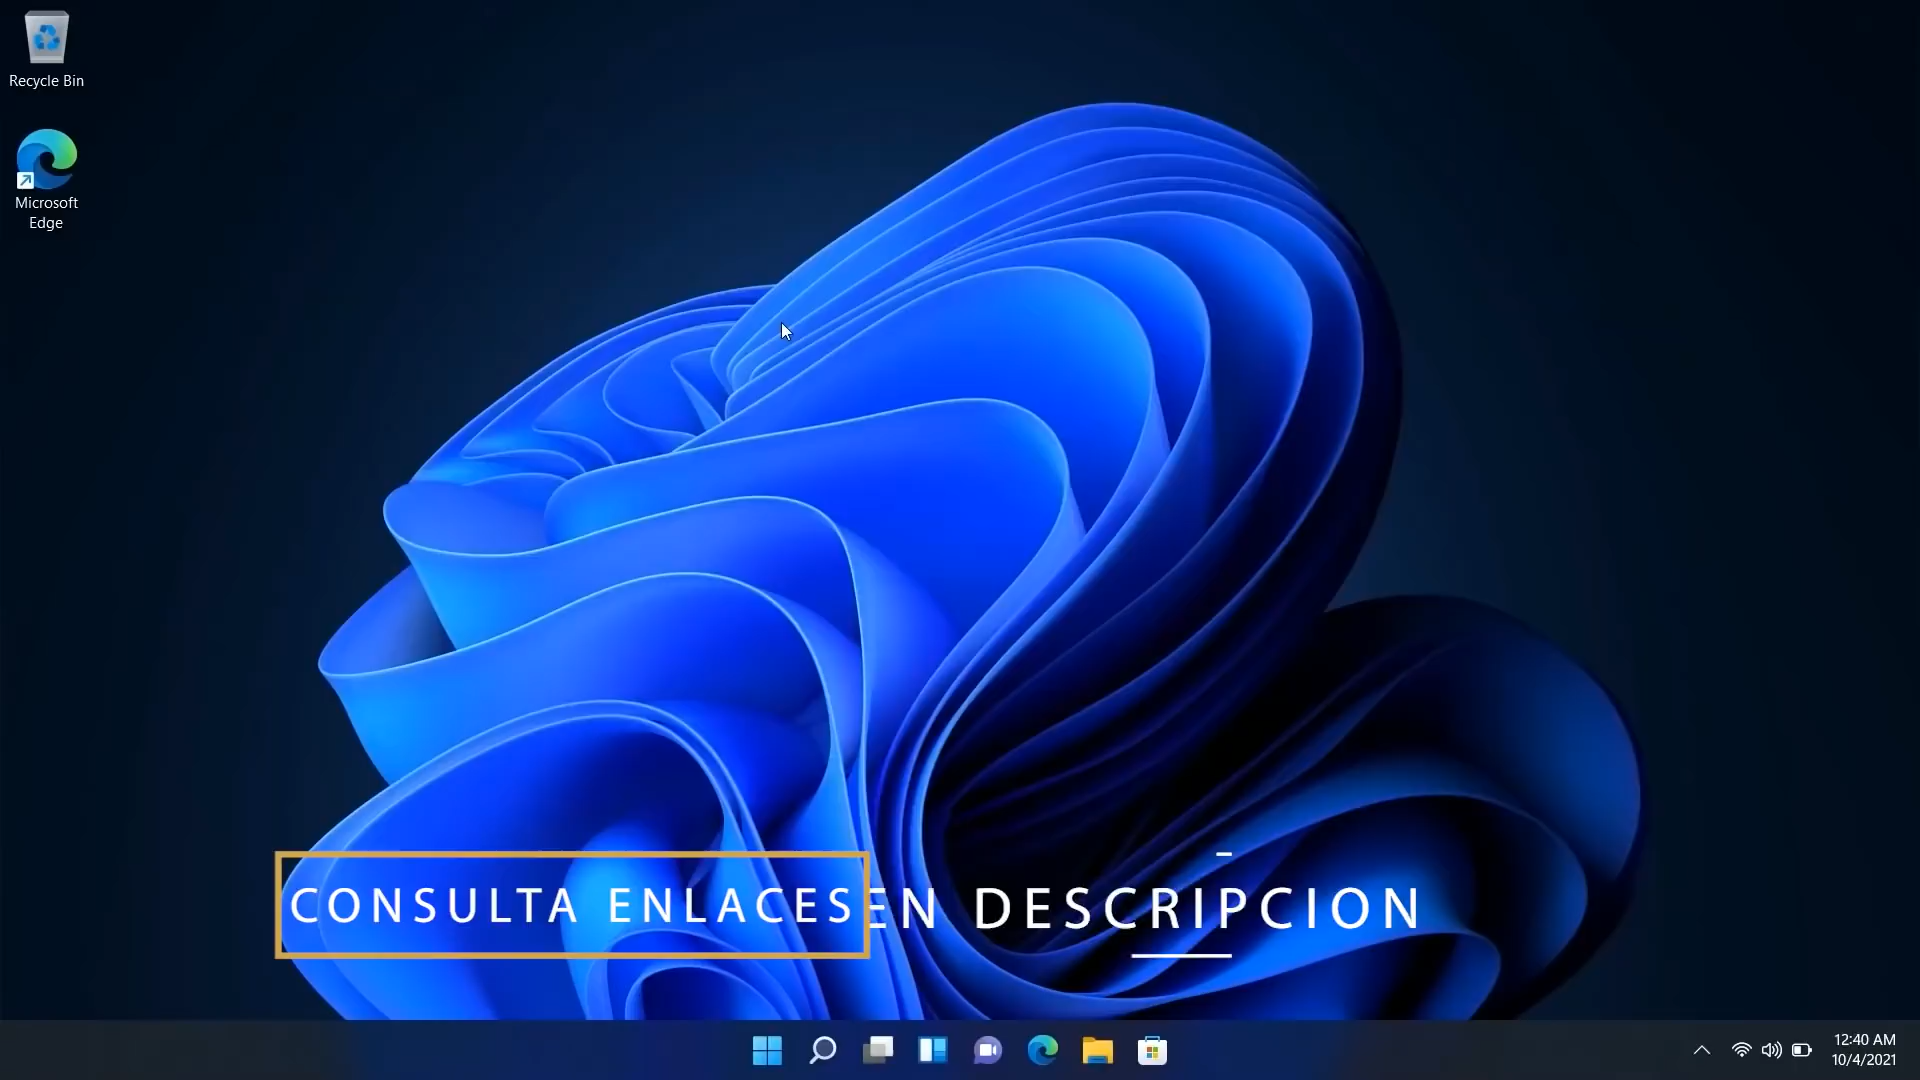 Recycle Bin
Microsoft
Edge
CONSULTA ENLACES EN DESCRIPCION
12:40 AM
10/4/2021